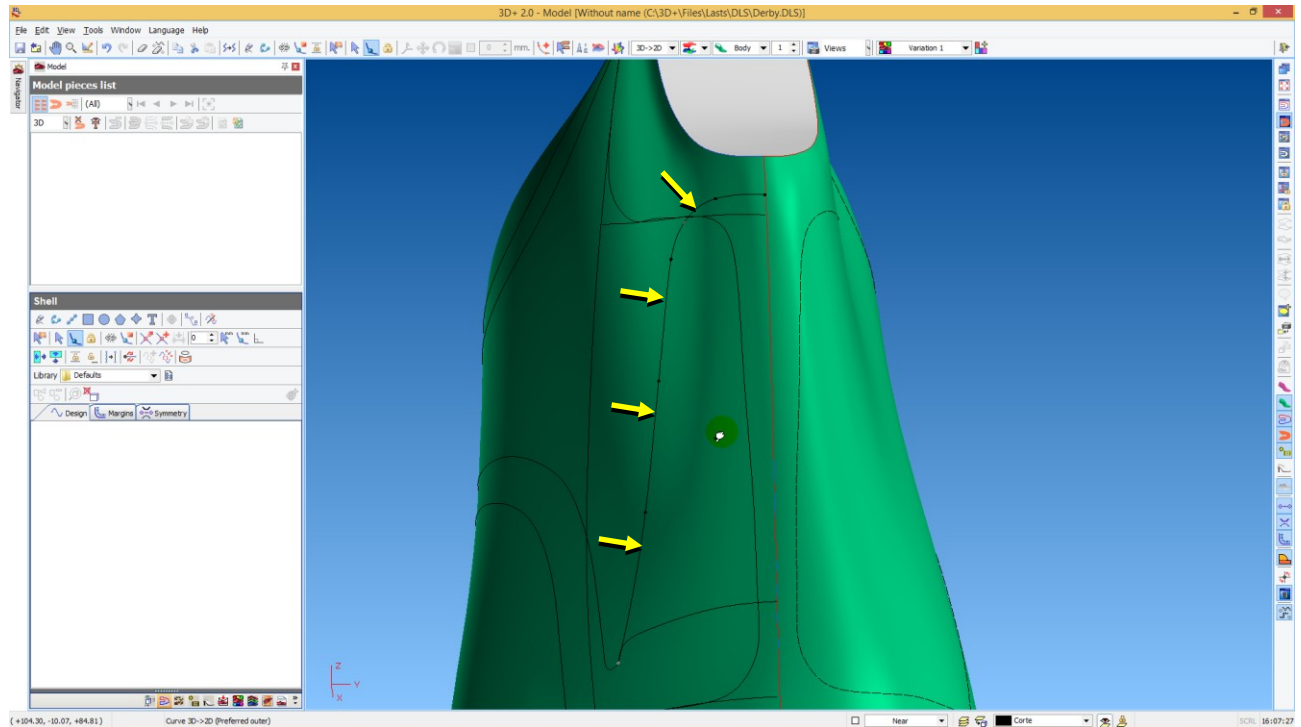 3D+ 2.0 - Model [Without name (C:\3D+\Files\Lasts\DLS\Derby.DLS)]
File Edit View Tools Window Language Help
0 mm. 3D->2D Body 1 Views Variation 1
Navigator
Model
Model pieces list
(All)
3D
Shell
0
Library Defaults
Design Margins Symmetry
Z
Y
X
(+104.30, -10.07, +84.81) Curve 3D->2D (Preferred outer) Near Corte SCRL 16:07:27